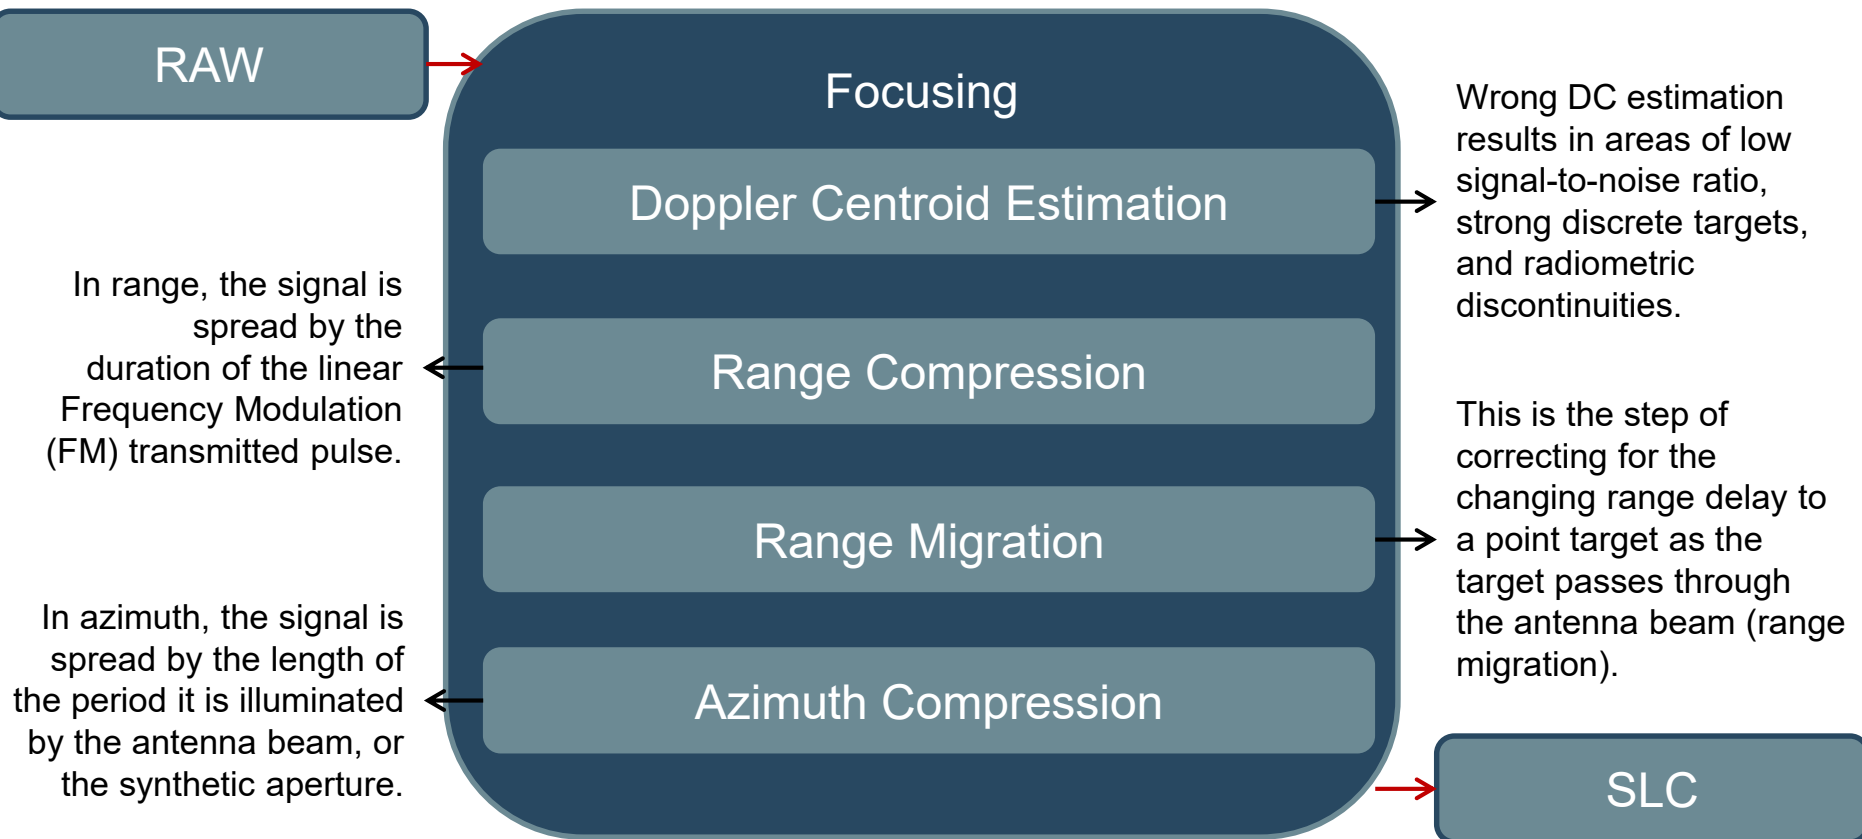 RAW
Focusing
Doppler Centroid Estimation
Wrong DC estimation
results in areas of low
signal-to-noise ratio,
strong discrete targets,
and radiometric
discontinuities.
In range, the signal is
spread by the
duration of the linear
Frequency Modulation
(FM) transmitted pulse.
Range Compression
Range Migration
This is the step of
correcting for the
changing range delay to
a point target as the
target passes through
the antenna beam (range
migration).
In azimuth, the signal is
spread by the length of
the period it is illuminated
by the antenna beam, or
the synthetic aperture.
Azimuth Compression
SLC